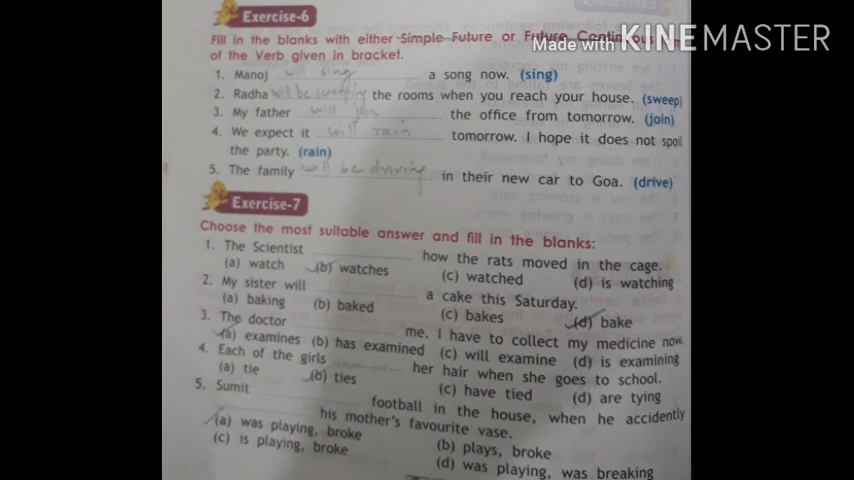 Exercise-6
Made with KINEMASTER
Fill in the blanks with either Simple Future or Future Continuous
of the Verb given in bracket.
1. Manoj will sing a song now. (sing)
2. Radha will be sweeping the rooms when you reach your house. (sweep)
3. My father will join the office from tomorrow. (join)
4. We expect it will rain tomorrow. I hope it does not spoil
the party. (rain)
5. The family will be driving in their new car to Goa. (drive)
Exercise-7
Choose the most suitable answer and fill in the blanks:
1. The Scientist .................... how the rats moved in the cage.
(a) watch (b) watches (c) watched (d) is watching
2. My sister will .................... a cake this Saturday.
(a) baking (b) baked (c) bakes (d) bake
3. The doctor .................... me. I have to collect my medicine now.
(a) examines (b) has examined (c) will examine (d) is examining
4. Each of the girls .................... her hair when she goes to school.
(a) tie (b) ties (c) have tied (d) are tying
5. Sumit .................... football in the house, when he accidently
.................... his mother's favourite vase.
(a) was playing, broke (b) plays, broke
(c) is playing, broke (d) was playing, was breaking